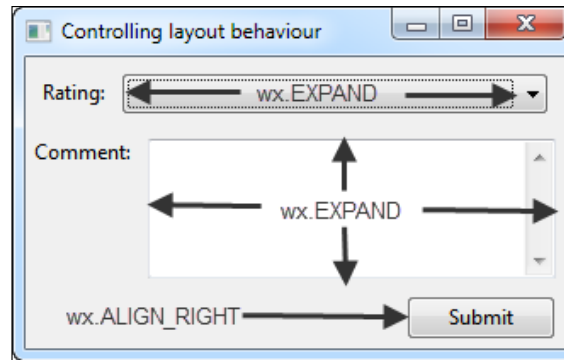 Controlling layout behaviour
Rating: wx.EXPAND
Comment:
wx.EXPAND
wx.ALIGN_RIGHT Submit